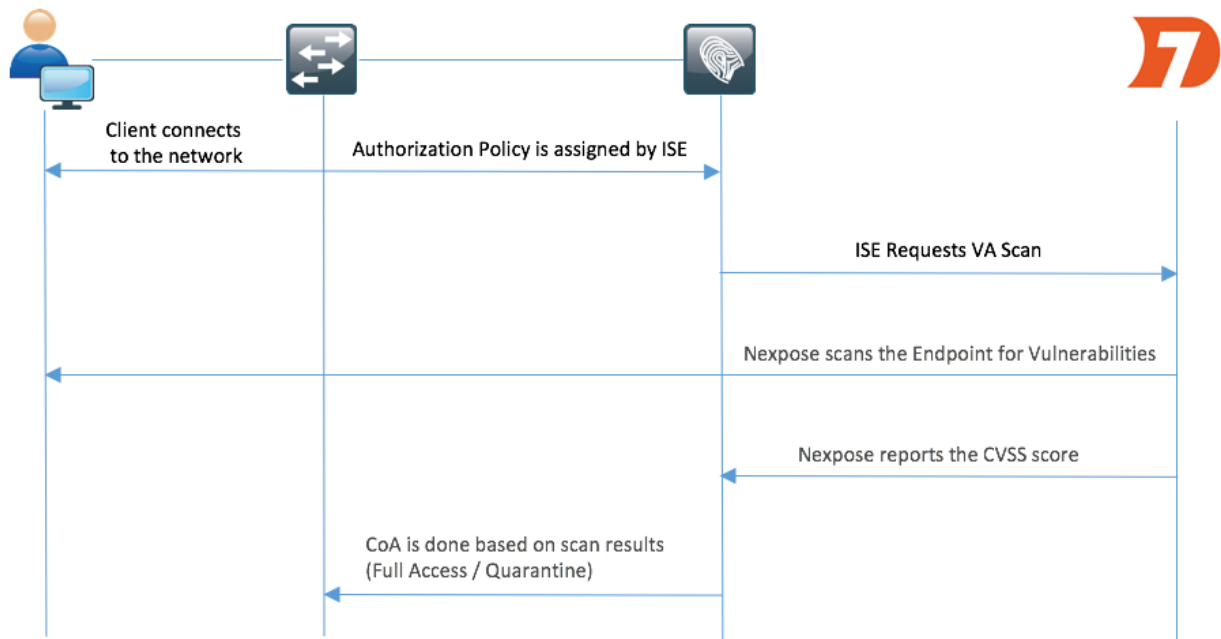 7
Client connects
to the network
Authorization Policy is assigned by ISE
ISE Requests VA Scan
Nexpose scans the Endpoint for Vulnerabilities
Nexpose reports the CVSS score
CoA is done based on scan results
(Full Access / Quarantine)